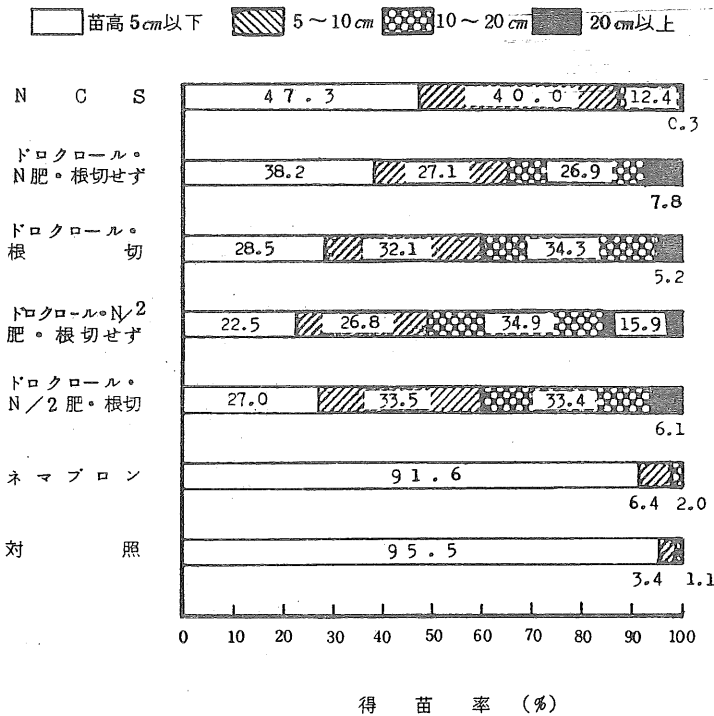 苗高5cm以下 5〜10cm 10〜20cm 20cm以上
NCS 47.3 40.0 12.4
0.3
ドロクロール・
N肥・根切せず 38.2 27.1 26.9
7.8
ドロクロール・
根切 28.5 32.1 34.3
5.2
ドロクロール・N/2
肥・根切せず 22.5 26.8 34.9 15.9
ドロクロール・
N/2肥・根切 27.0 33.5 33.4
6.1
ネマブロン 91.6
6.4 2.0
対照 95.5
3.4 1.1
0 10 20 30 40 50 60 70 80 90 100
得苗率(%)